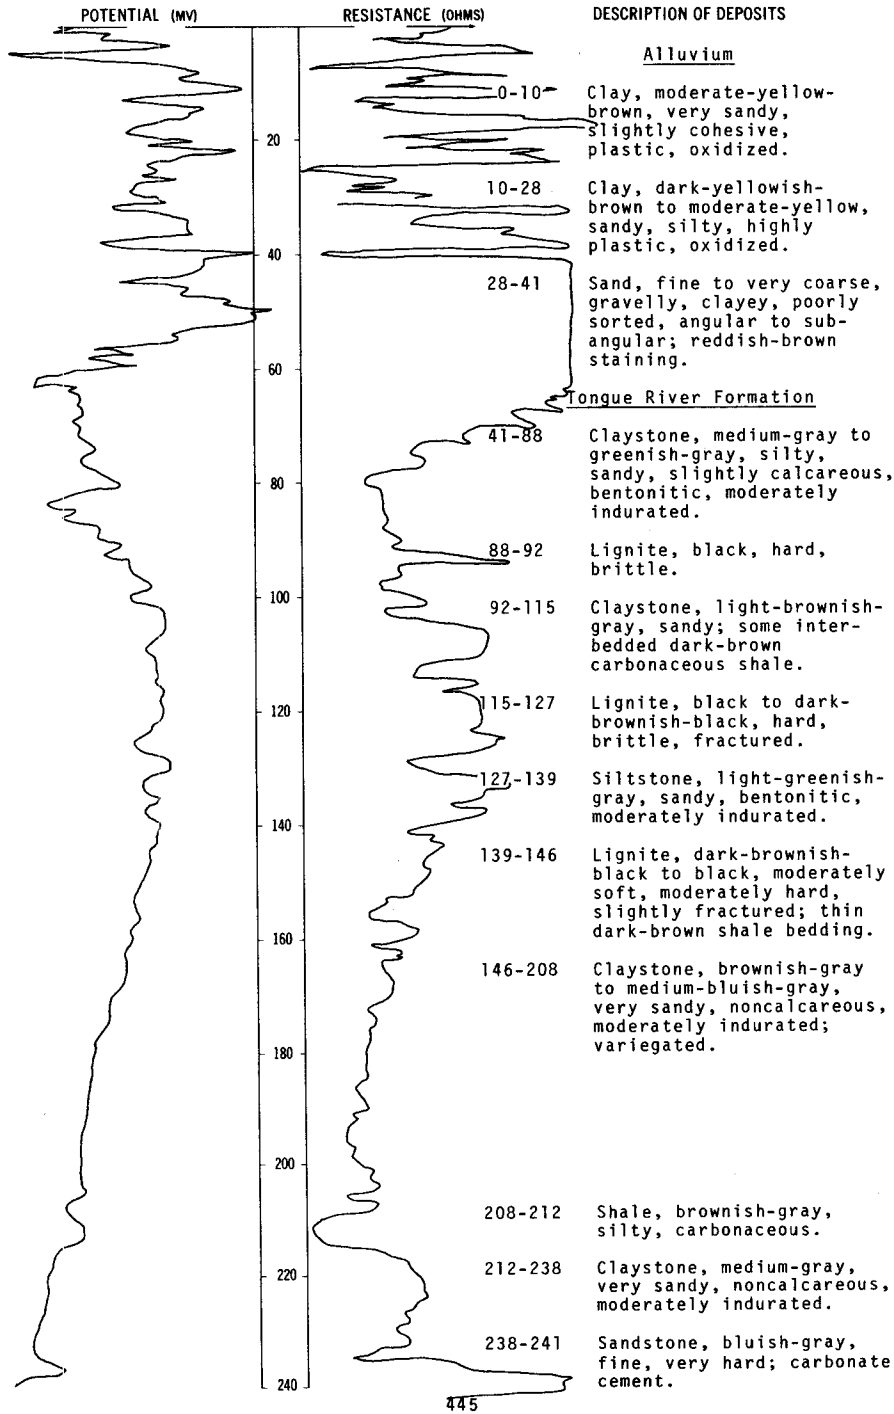 POTENTIAL (MV) RESISTANCE (OHMS) DESCRIPTION OF DEPOSITS
Alluvium
0-10 Clay, moderate-yellow-
brown, very sandy,
slightly cohesive,
plastic, oxidized.
20
10-28 Clay, dark-yellowish-
brown to moderate-yellow,
sandy, silty, highly
plastic, oxidized.
40
28-41 Sand, fine to very coarse,
gravelly, clayey, poorly
sorted, angular to sub-
angular; reddish-brown
staining.
60
Tongue River Formation
41-88 Claystone, medium-gray to
greenish-gray, silty,
sandy, slightly calcareous,
bentonitic, moderately
indurated.
80
88-92 Lignite, black, hard,
brittle.
100
92-115 Claystone, light-brownish-
gray, sandy; some inter-
bedded dark-brown
carbonaceous shale.
115-127 Lignite, black to dark-
brownish-black, hard,
brittle, fractured.
120
127-139 Siltstone, light-greenish-
gray, sandy, bentonitic,
moderately indurated.
140
139-146 Lignite, dark-brownish-
black to black, moderately
soft, moderately hard,
slightly fractured; thin
dark-brown shale bedding.
160
146-208 Claystone, brownish-gray
to medium-bluish-gray,
very sandy, noncalcareous,
moderately indurated;
variegated.
180
200
208-212 Shale, brownish-gray,
silty, carbonaceous.
212-238 Claystone, medium-gray,
very sandy, noncalcareous,
moderately indurated.
220
238-241 Sandstone, bluish-gray,
fine, very hard; carbonate
cement.
240
445